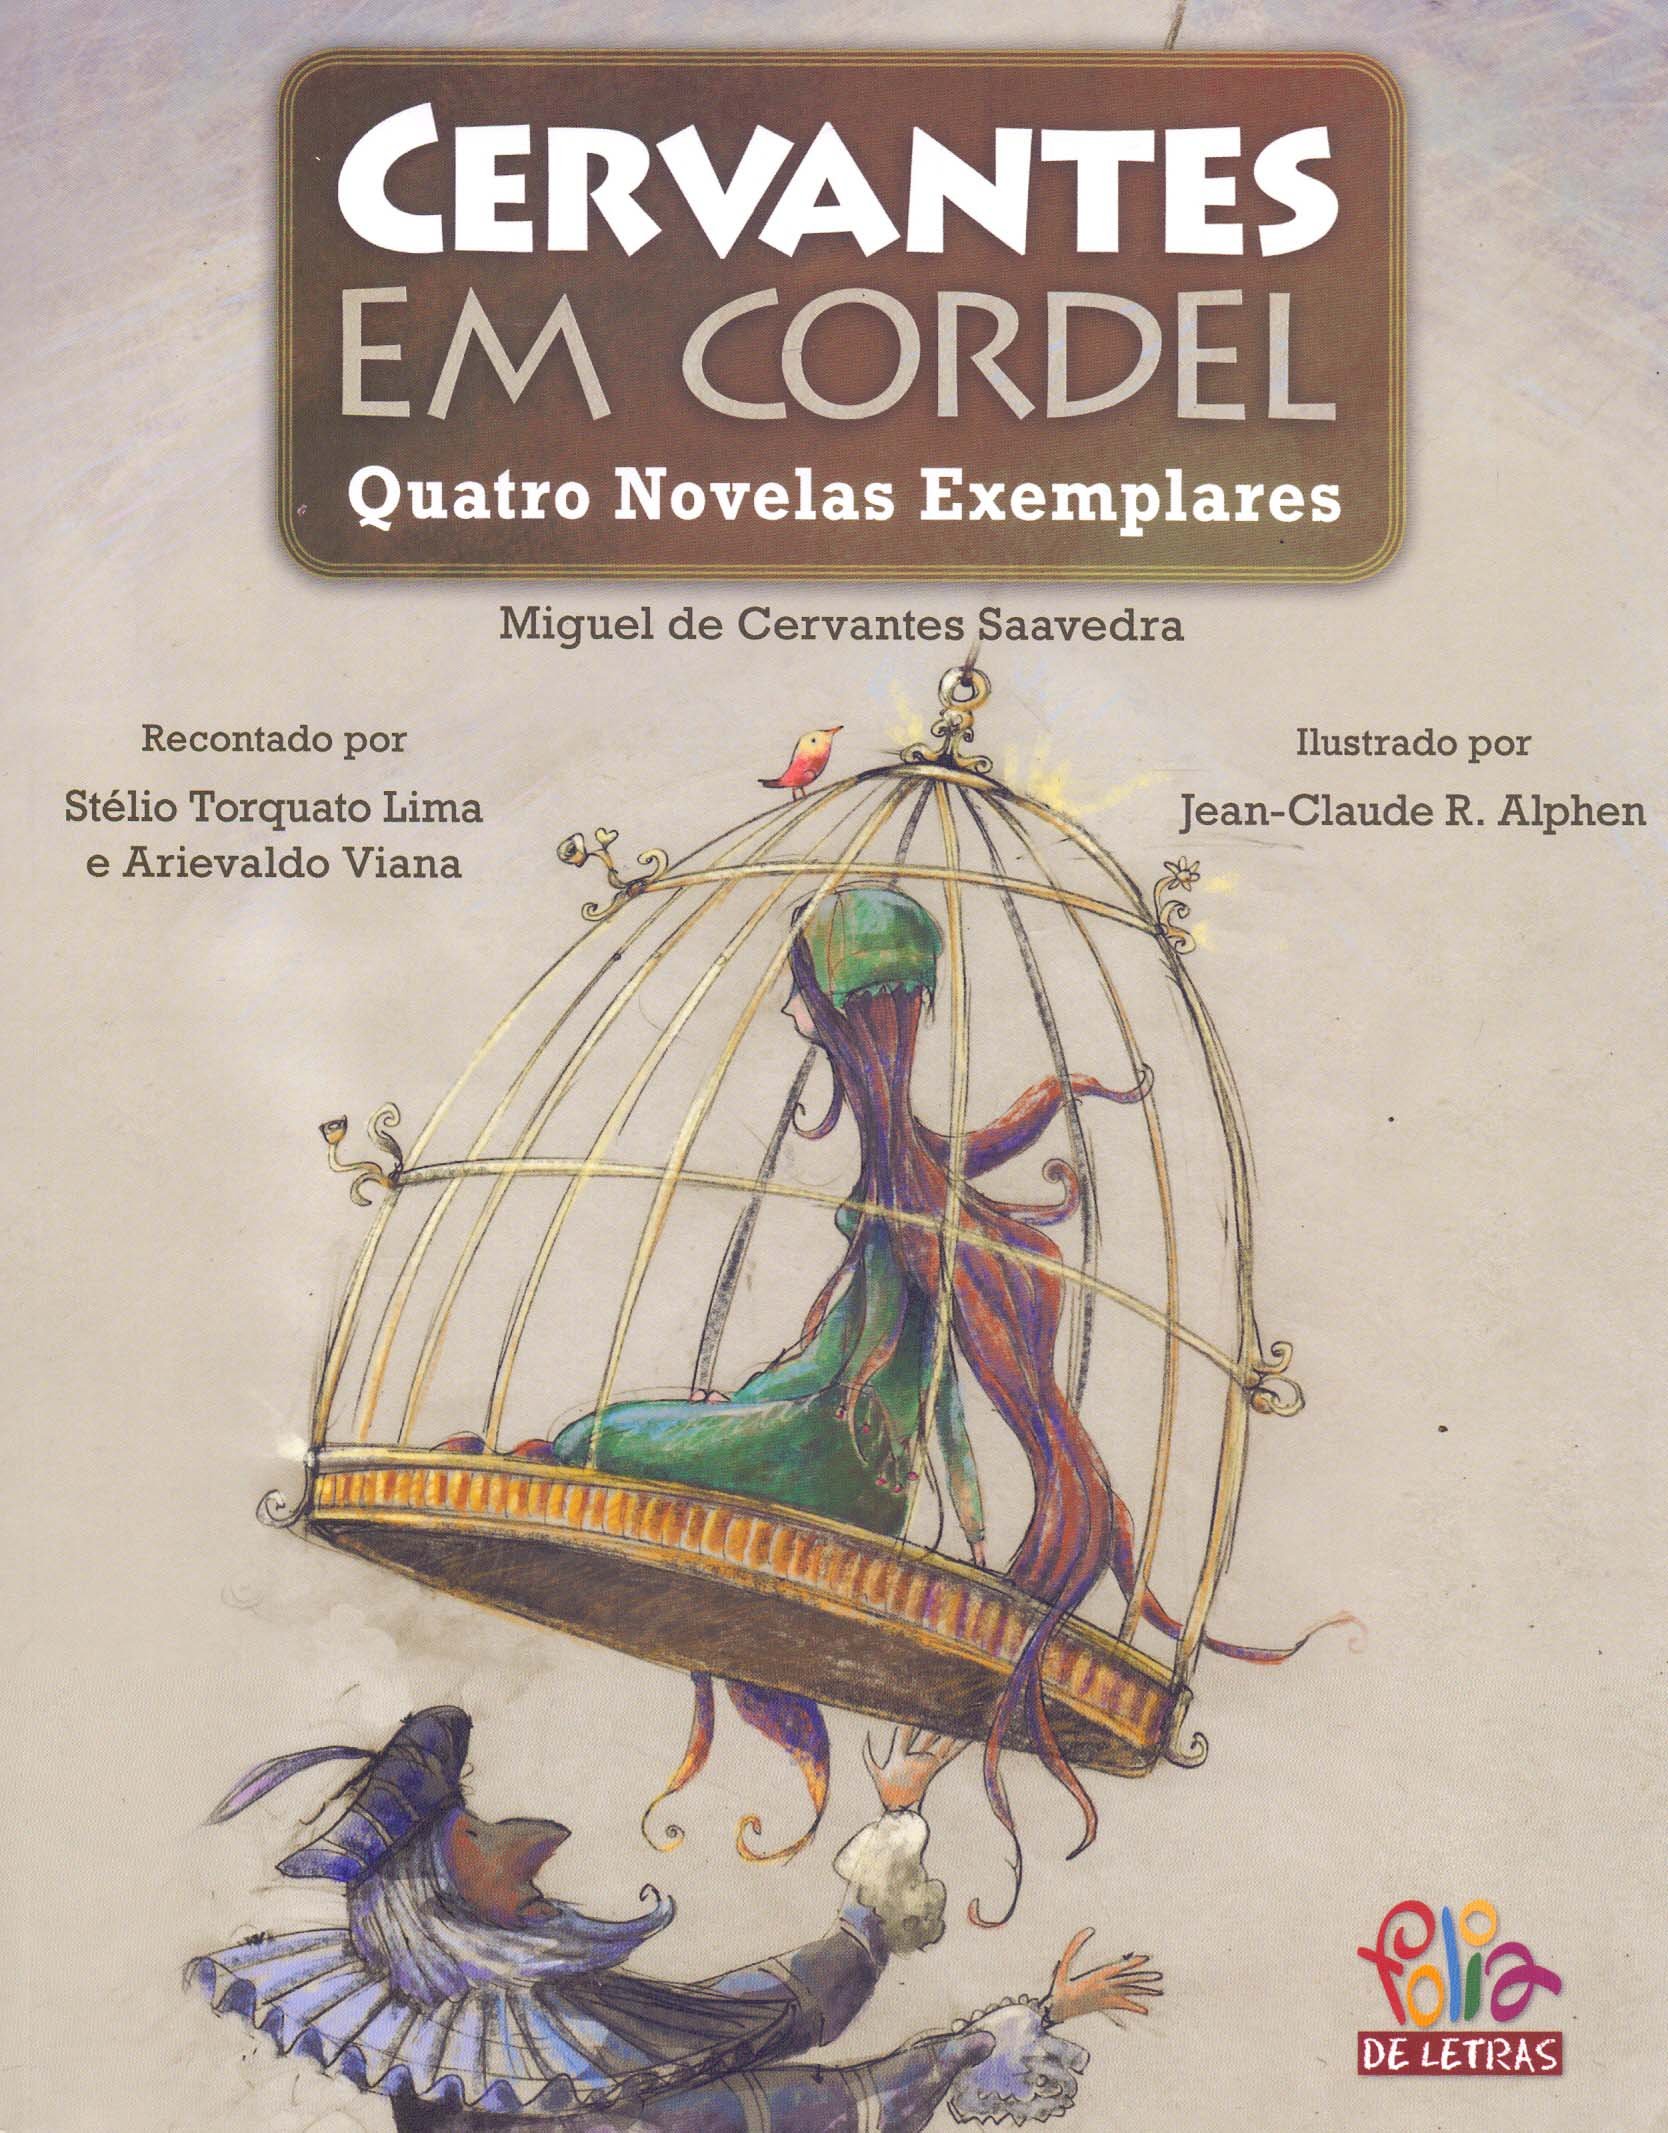 CERVANTES
EM CORDEL
Quatro Novelas Exemplares
Miguel de Cervantes Saavedra
Recontado por
Stélio Torquato Lima
e Arievaldo Viana
Ilustrado por
Jean-Claude R. Alphen
folia
DE LETRAS